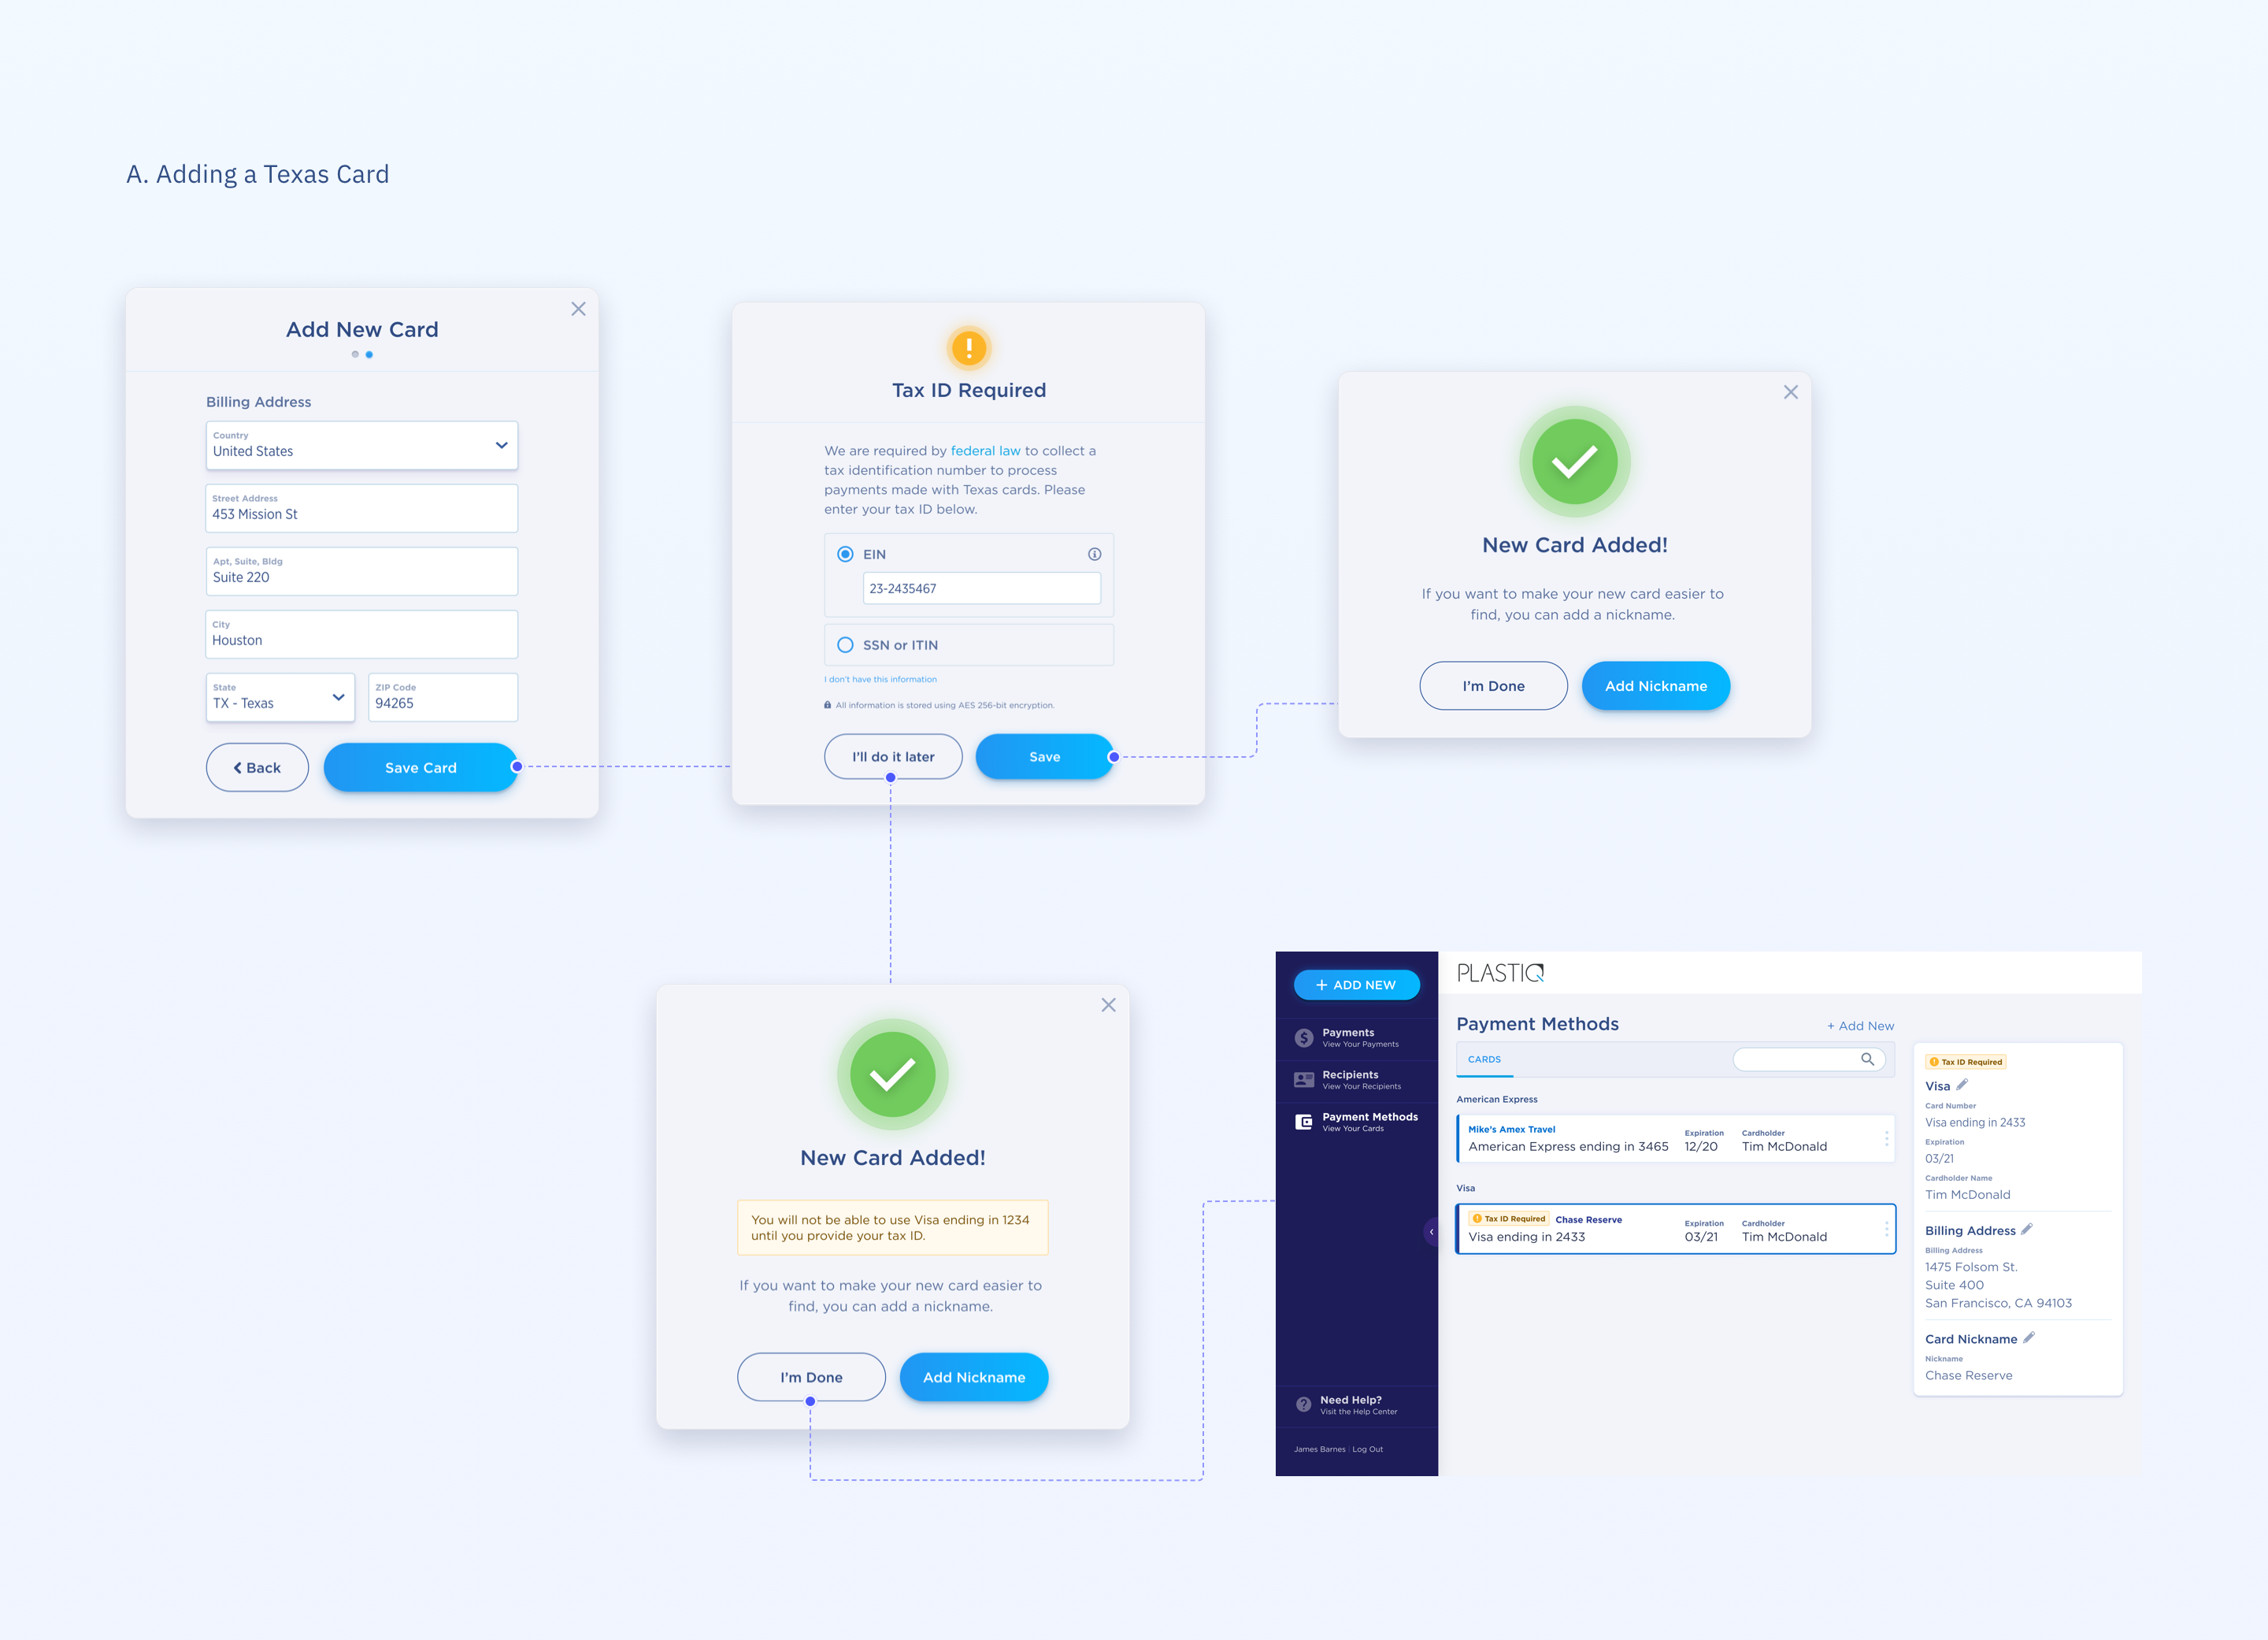 A. Adding a Texas Card
Add New Card
Billing Address
Country
United States
Street Address
453 Mission St
Apt, Suite, Bldg
Suite 220
City
Houston
State
TX - Texas
ZIP Code
94265
Back
Save Card
Tax ID Required
We are required by federal law to collect a
tax identification number to process
payments made with Texas cards. Please
enter your tax ID below.
EIN
23-2435467
SSN or ITIN
I don't have this information
All information is stored using AES 256-bit encryption.
I'll do it later
Save
New Card Added!
If you want to make your new card easier to
find, you can add a nickname.
I'm Done
Add Nickname
New Card Added!
You will not be able to use Visa ending in 1234
until you provide your tax ID.
If you want to make your new card easier to
find, you can add a nickname.
I'm Done
Add Nickname
+ ADD NEW
Payments
View Your Payments
Recipients
View Your Recipients
Payment Methods
View Your Cards
Need Help?
Visit the Help Center
James Barnes | Log Out
PLASTIQ
Payment Methods
+ Add New
CARDS
American Express
Mike's Amex Travel
American Express ending in 3465
Expiration
12/20
Cardholder
Tim McDonald
Visa
Tax ID Required
Chase Reserve
Visa ending in 2433
Expiration
03/21
Cardholder
Tim McDonald
Tax ID Required
Visa
Card Number
Visa ending in 2433
Expiration
03/21
Cardholder Name
Tim McDonald
Billing Address
Billing Address
1475 Folsom St.
Suite 400
San Francisco, CA 94103
Card Nickname
Nickname
Chase Reserve